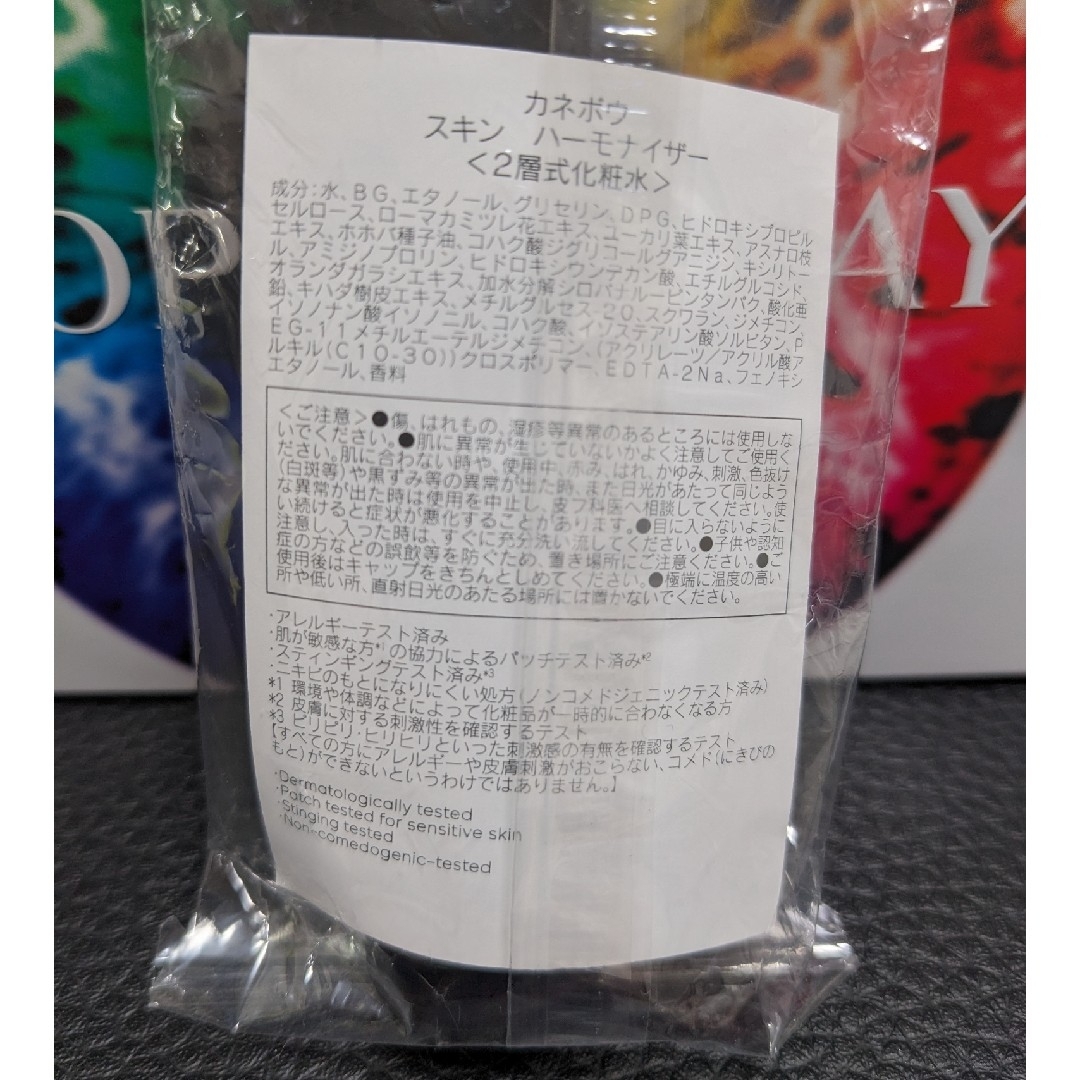 カネボウ
スキン ハーモナイザー
<2層式化粧水>
成分:水、BG、エタノール、グリセリン、DPG、ヒドロキシプロピル
セルロース、ローマカミツレ花エキス、ユーカリ葉エキス、アスナロ枝
エキス、ホホバ種子油、コハク酸ジグリコールグアニジン、キシリトー
ル、アミジノプロリン、ヒドロキシウンデカン酸、エチルグルコシド、
オランダガラシエキス、加水分解シロバナルーピンタンパク、酸化亜
鉛、キハダ樹皮エキス、メチルグルセス-20、スクワラン、ジメチコン、
イソノナン酸イソノニル、コハク酸、イソステアリン酸ソルビタン、P
EG-11メチルエーテルジメチコン、(アクリレーツ/アクリル酸ア
ルキル(C10-30))クロスポリマー、EDTA-2Na、フェノキシ
エタノール、香料
<ご注意>●傷、はれもの、湿疹等異常のあるところには使用しな
いでください。●肌に異常が生じていないかよく注意してご使用く
ださい。肌に合わない時や、使用中、赤み、はれ、かゆみ、刺激、色抜け
(白斑等)や黒ずみ等の異常が出た時、また日光があたって同じよう
な異常が出た時は使用を中止し、皮フ科医へ相談してください。使
い続けると症状が悪化することがあります。●目に入らないように
注意し、入った時は、すぐに充分洗い流してください。●子供や認知
症の方などの誤飲等を防ぐため、置き場所にご注意ください。●ご
使用後はキャップをきちんとしめてください。●極端に温度の高い
所や低い所、直射日光のあたる場所には置かないでください。
・アレルギーテスト済み
・肌が敏感な方*1の協力によるパッチテスト済み*2
・スティンギングテスト済み*3
・ニキビのもとになりにくい処方(ノンコメドジェニックテスト済み)
*1 環境や体調などによって化粧品が一時的に合わなくなる方
*2 皮膚に対する刺激性を確認するテスト
*3 ピリピリ・ヒリヒリといった刺激感の有無を確認するテスト
【すべての方にアレルギーや皮膚刺激がおこらない、コメド(にきびの
もと)ができないというわけではありません。】
・Dermatologically tested
・Patch tested for sensitive skin
・Stinging tested
・Non-comedogenic-tested